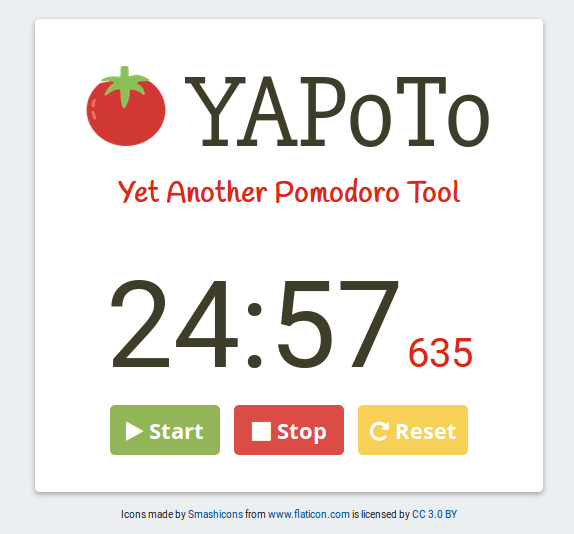 YAPoTo
Yet Another Pomodoro Tool
24:57 635
Start Stop Reset
Icons made by Smashicons from www.flaticon.com is licensed by CC 3.0 BY